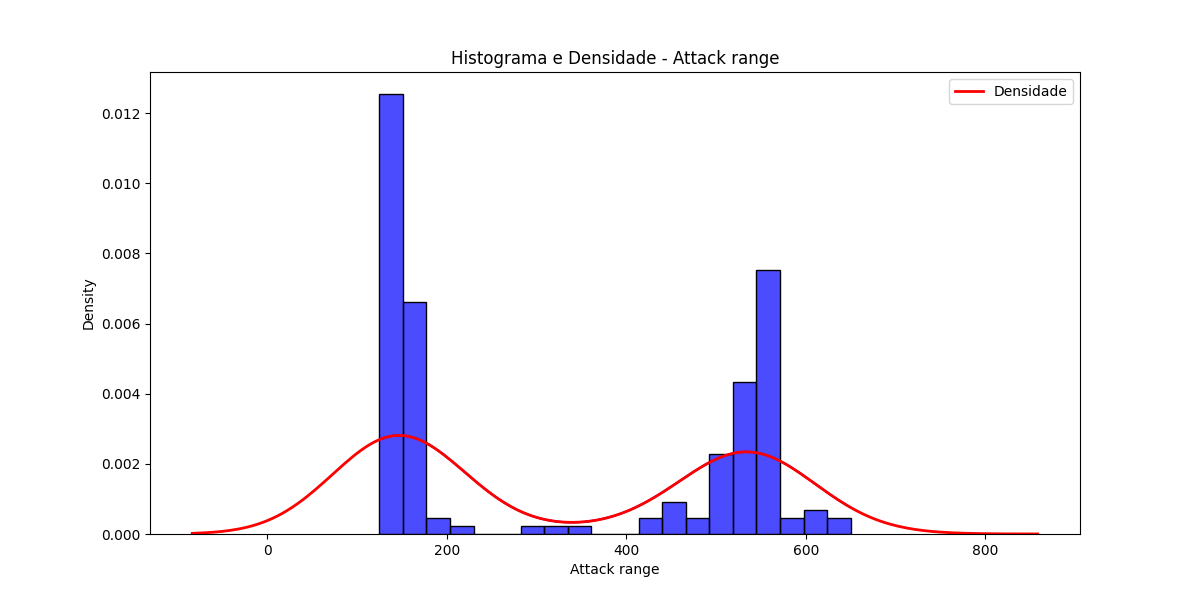 Histograma e Densidade - Attack range
Densidade
Density
0.012
0.010
0.008
0.006
0.004
0.002
0.000
0 200 400 600 800
Attack range